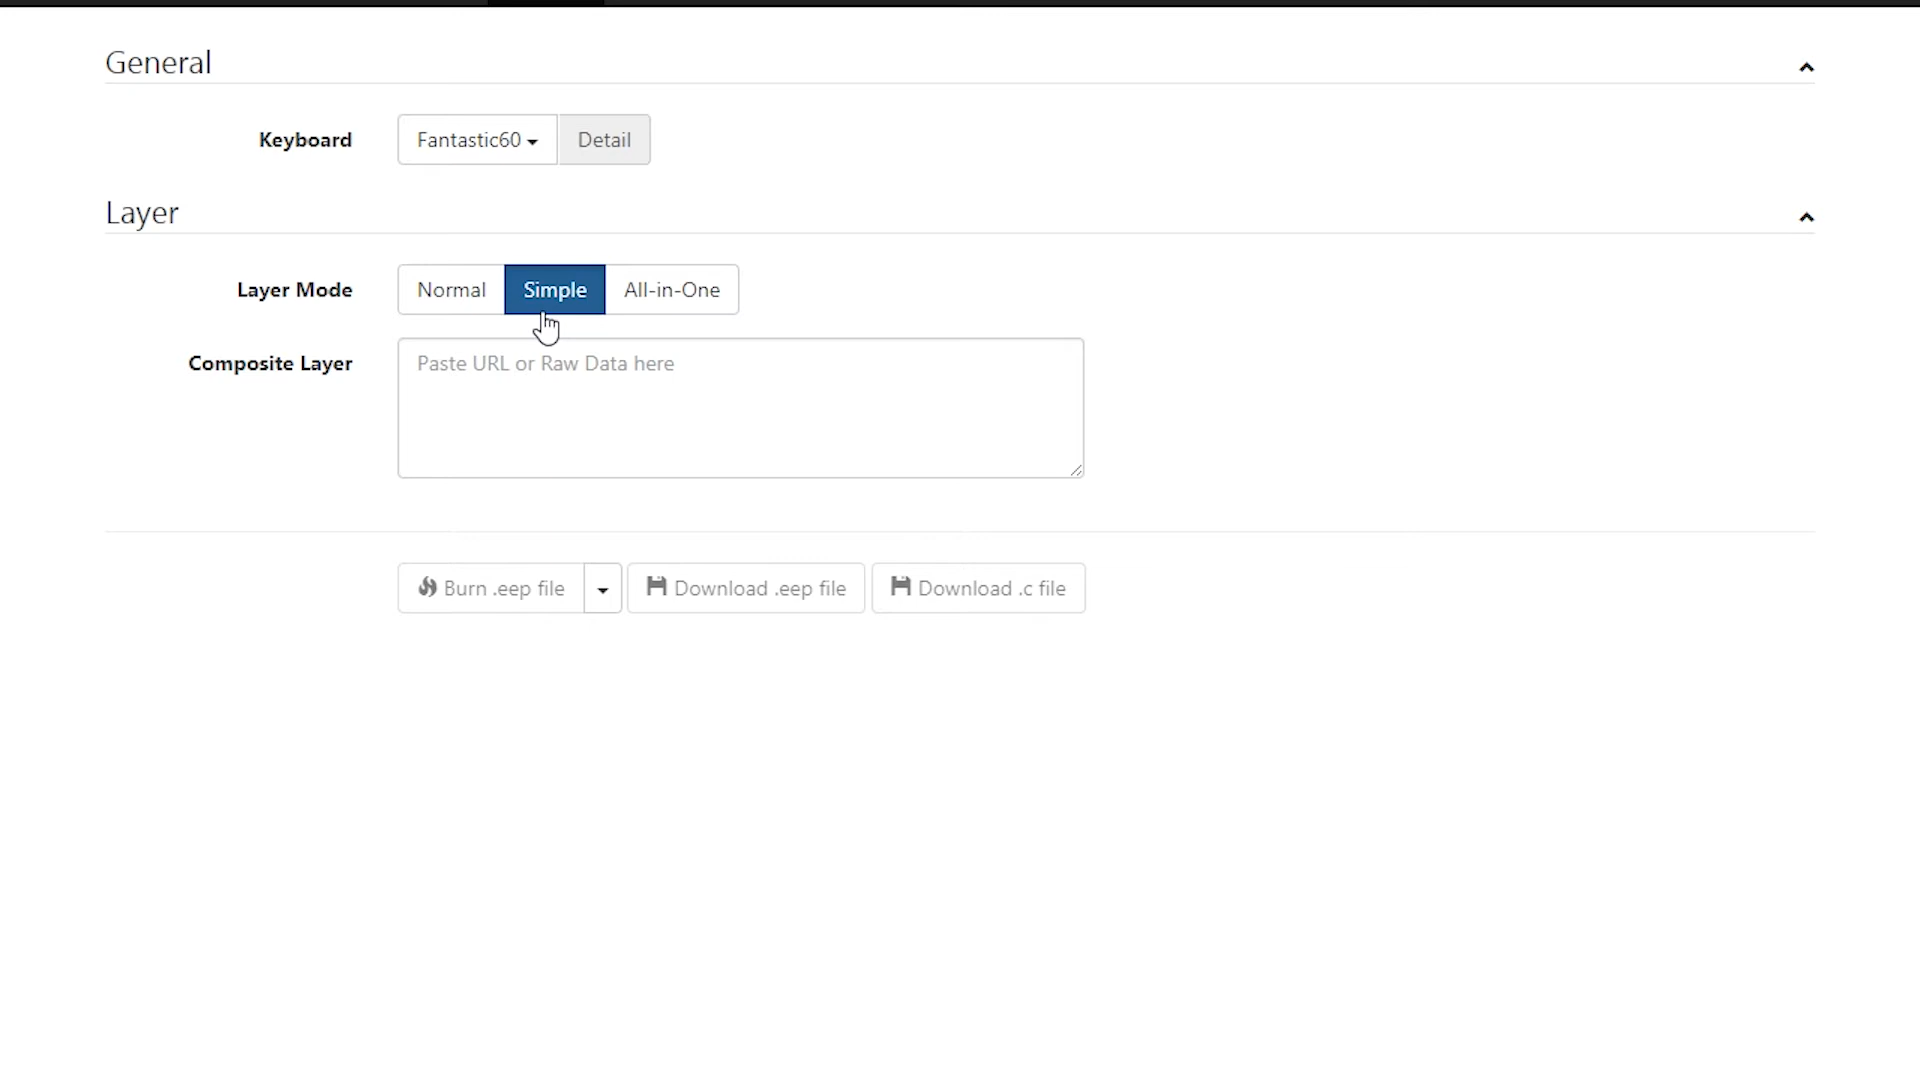 General
Keyboard Fantastic60 Detail
Layer
Layer Mode Normal Simple All-in-One
Composite Layer Paste URL or Raw Data here
Burn .eep file Download .eep file Download .c file